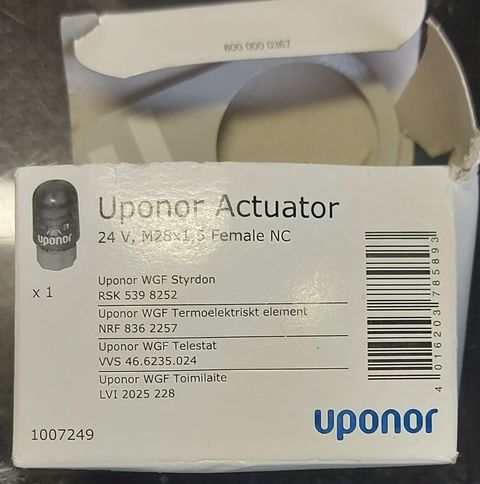 800 000 0367
Uponor Actuator
24 V, M28x1,5 Female NC
uponor
x 1
Uponor WGF Styrdon
RSK 539 8252
Uponor WGF Termoelektriskt element
NRF 836 2257
Uponor WGF Telestat
VVS 46.6235.024
Uponor WGF Toimilaite
LVI 2025 228
4 016203 785893
uponor
1007249